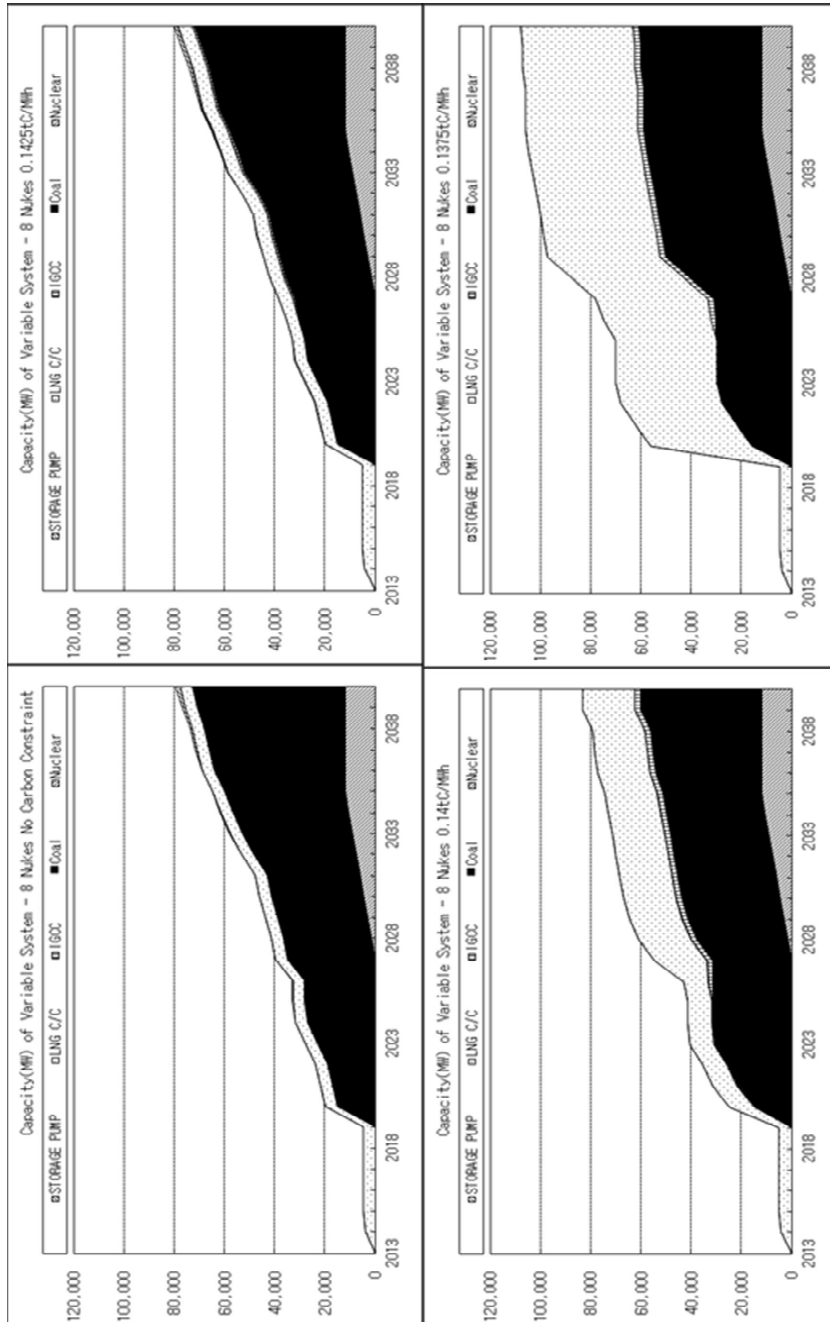 Capacity(MW) of Variable System - 8 Nukes No Carbon Constraint
STORAGE PUMP LNG C/C IGCC Coal Nuclear
120,000
100,000
80,000
60,000
40,000
20,000
0
2013 2018 2023 2028 2033 2038
Capacity(MW) of Variable System - 8 Nukes 0.1425tC/MWh
STORAGE PUMP LNG C/C IGCC Coal Nuclear
120,000
100,000
80,000
60,000
40,000
20,000
0
2013 2018 2023 2028 2033 2038
Capacity(MW) of Variable System - 8 Nukes 0.14tC/MWh
STORAGE PUMP LNG C/C IGCC Coal Nuclear
120,000
100,000
80,000
60,000
40,000
20,000
0
2013 2018 2023 2028 2033 2038
Capacity(MW) of Variable System - 8 Nukes 0.1375tC/MWh
STORAGE PUMP LNG C/C IGCC Coal Nuclear
120,000
100,000
80,000
60,000
40,000
20,000
0
2013 2018 2023 2028 2033 2038